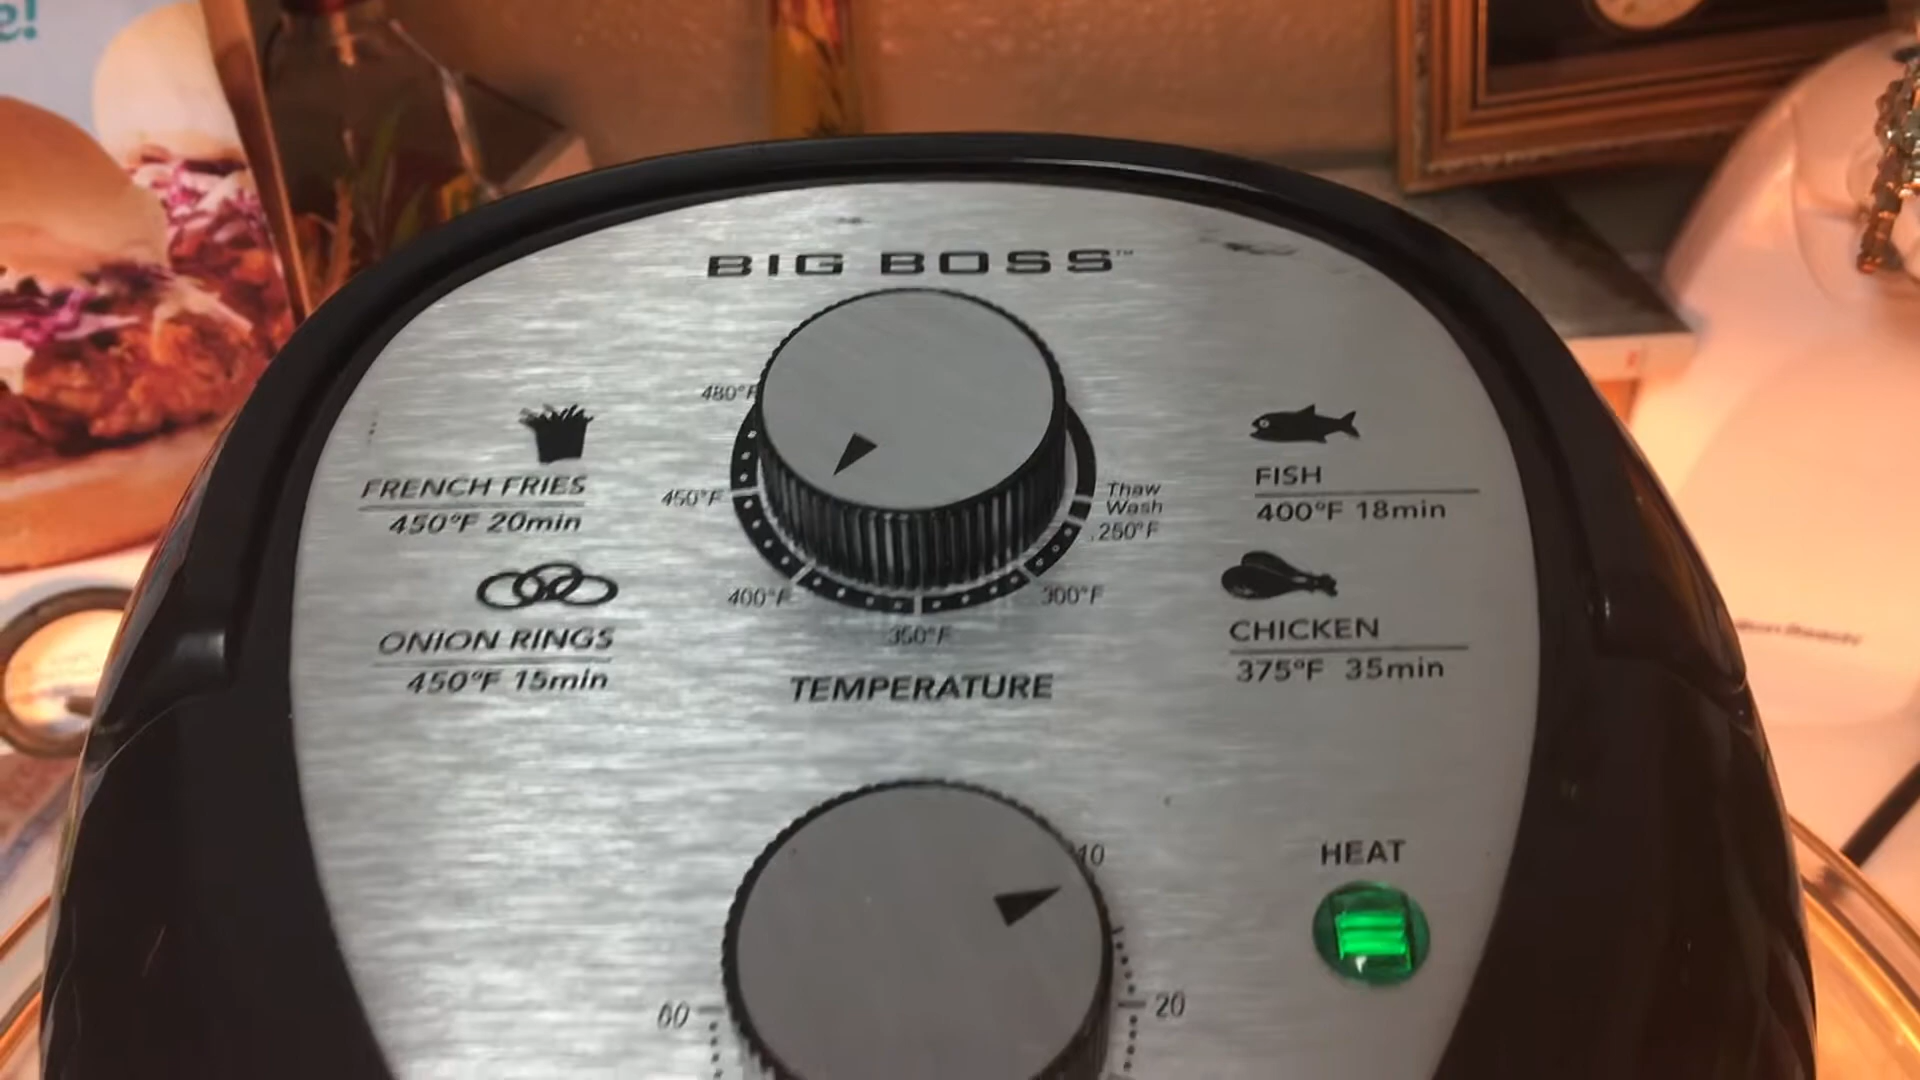 BIG BOSS™
480°F
450°F
400°F
350°F
300°F
250°F
Thaw
Wash
TEMPERATURE
FRENCH FRIES
450°F 20min
ONION RINGS
450°F 15min
FISH
400°F 18min
CHICKEN
375°F 35min
HEAT
10
20
60